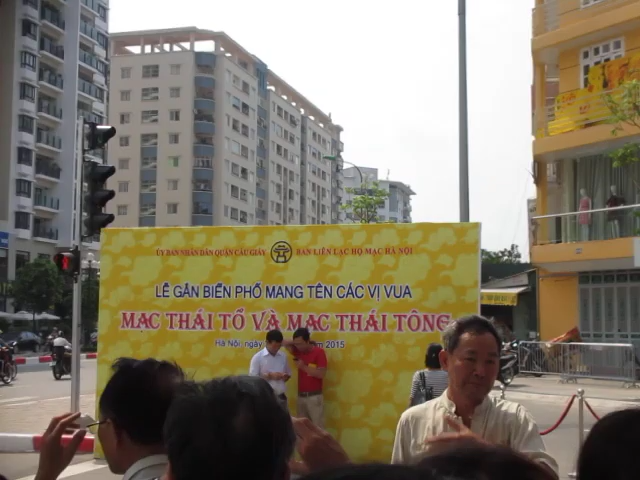 ỦY BAN NHÂN DÂN QUẬN CẦU GIẤY BAN LIÊN LẠC HỌ MẠC HÀ NỘI
LỄ GẮN BIỂN PHỐ MANG TÊN CÁC VỊ VUA
MẠC THÁI TỔ VÀ MẠC THÁI TÔNG
Hà Nội, ngày 2015